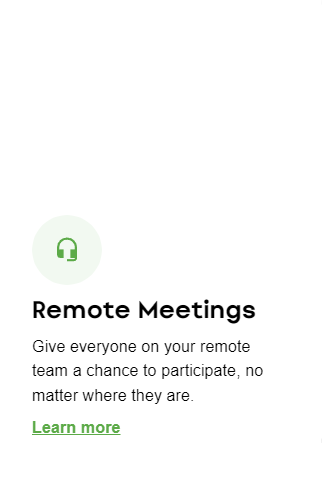 Remote Meetings
Give everyone on your remote
team a chance to participate, no
matter where they are.
Learn more